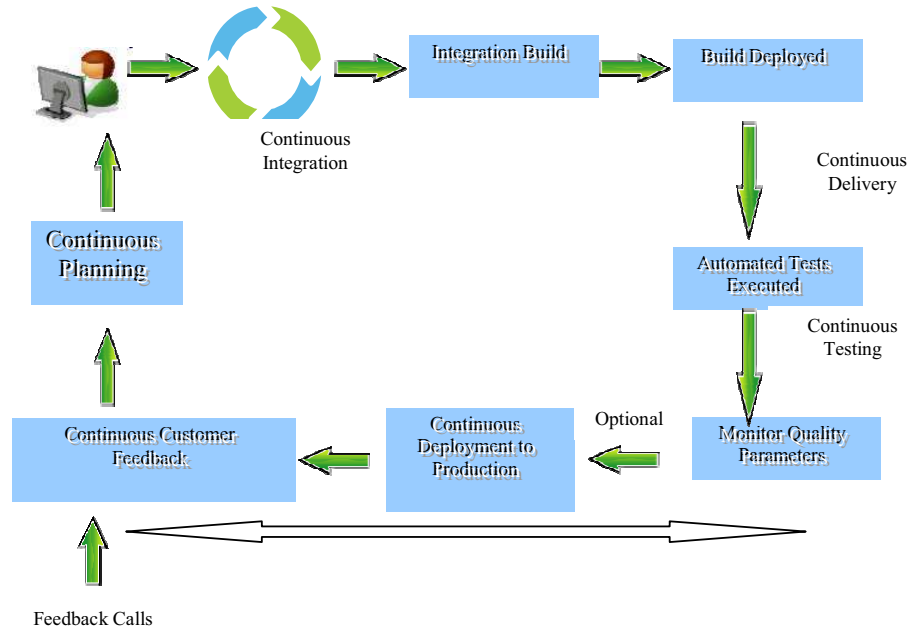 Integration Build
Build Deployed
Continuous
Integration
Continuous
Delivery
Continuous
Planning
Automated Tests
Executed
Continuous
Testing
Continuous Customer
Feedback
Continuous
Deployment to
Production
Optional
Monitor Quality
Parameters
Feedback Calls